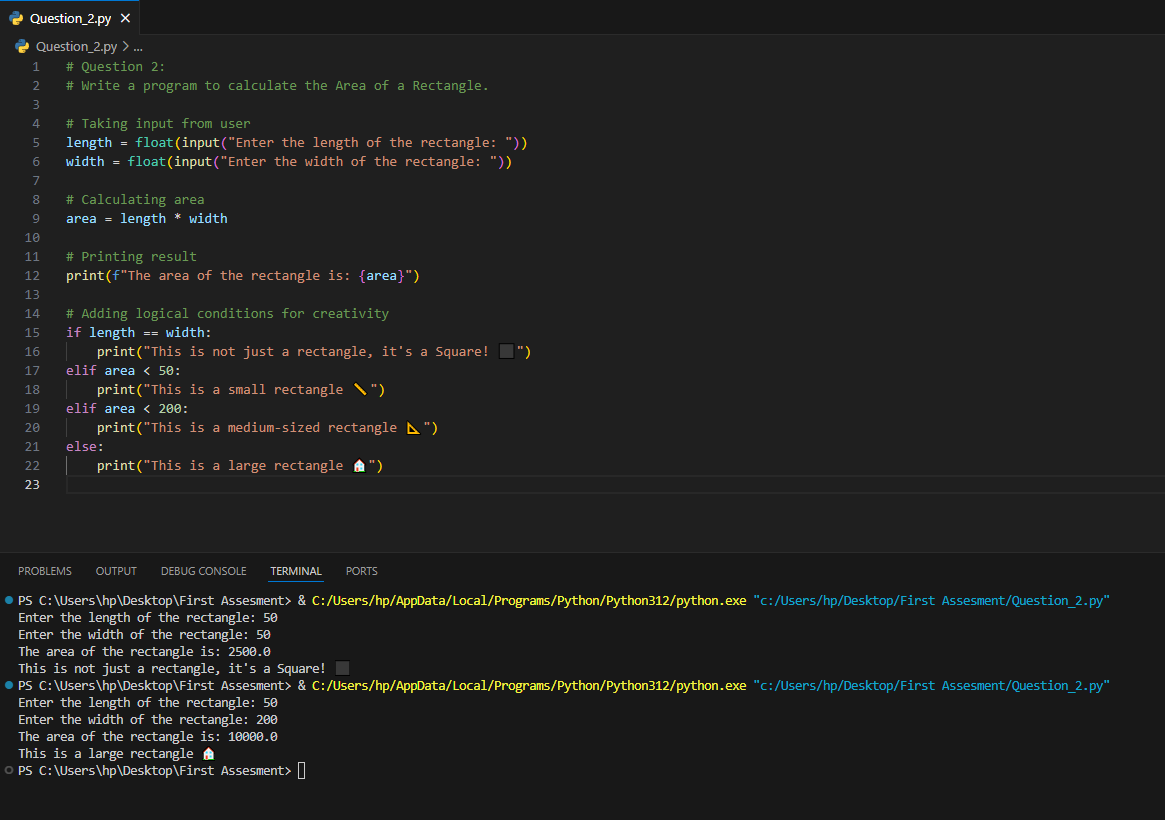 Question_2.py ×
Question_2.py > ...
1 # Question 2:
2 # Write a program to calculate the Area of a Rectangle.
3
4 # Taking input from user
5 length = float(input("Enter the length of the rectangle: "))
6 width = float(input("Enter the width of the rectangle: "))
7
8 # Calculating area
9 area = length * width
10
11 # Printing result
12 print(f"The area of the rectangle is: {area}")
13
14 # Adding logical conditions for creativity
15 if length == width:
16     print("This is not just a rectangle, it's a Square! ⬛")
17 elif area < 50:
18     print("This is a small rectangle 📏")
19 elif area < 200:
20     print("This is a medium-sized rectangle 📐")
21 else:
22     print("This is a large rectangle 🏠")
23
PROBLEMS OUTPUT DEBUG CONSOLE TERMINAL PORTS
PS C:\Users\hp\Desktop\First Assesment> & C:/Users/hp/AppData/Local/Programs/Python/Python312/python.exe "c:/Users/hp/Desktop/First Assesment/Question_2.py"
Enter the length of the rectangle: 50
Enter the width of the rectangle: 50
The area of the rectangle is: 2500.0
This is not just a rectangle, it's a Square! ⬛
PS C:\Users\hp\Desktop\First Assesment> & C:/Users/hp/AppData/Local/Programs/Python/Python312/python.exe "c:/Users/hp/Desktop/First Assesment/Question_2.py"
Enter the length of the rectangle: 50
Enter the width of the rectangle: 200
The area of the rectangle is: 10000.0
This is a large rectangle 🏠
PS C:\Users\hp\Desktop\First Assesment>